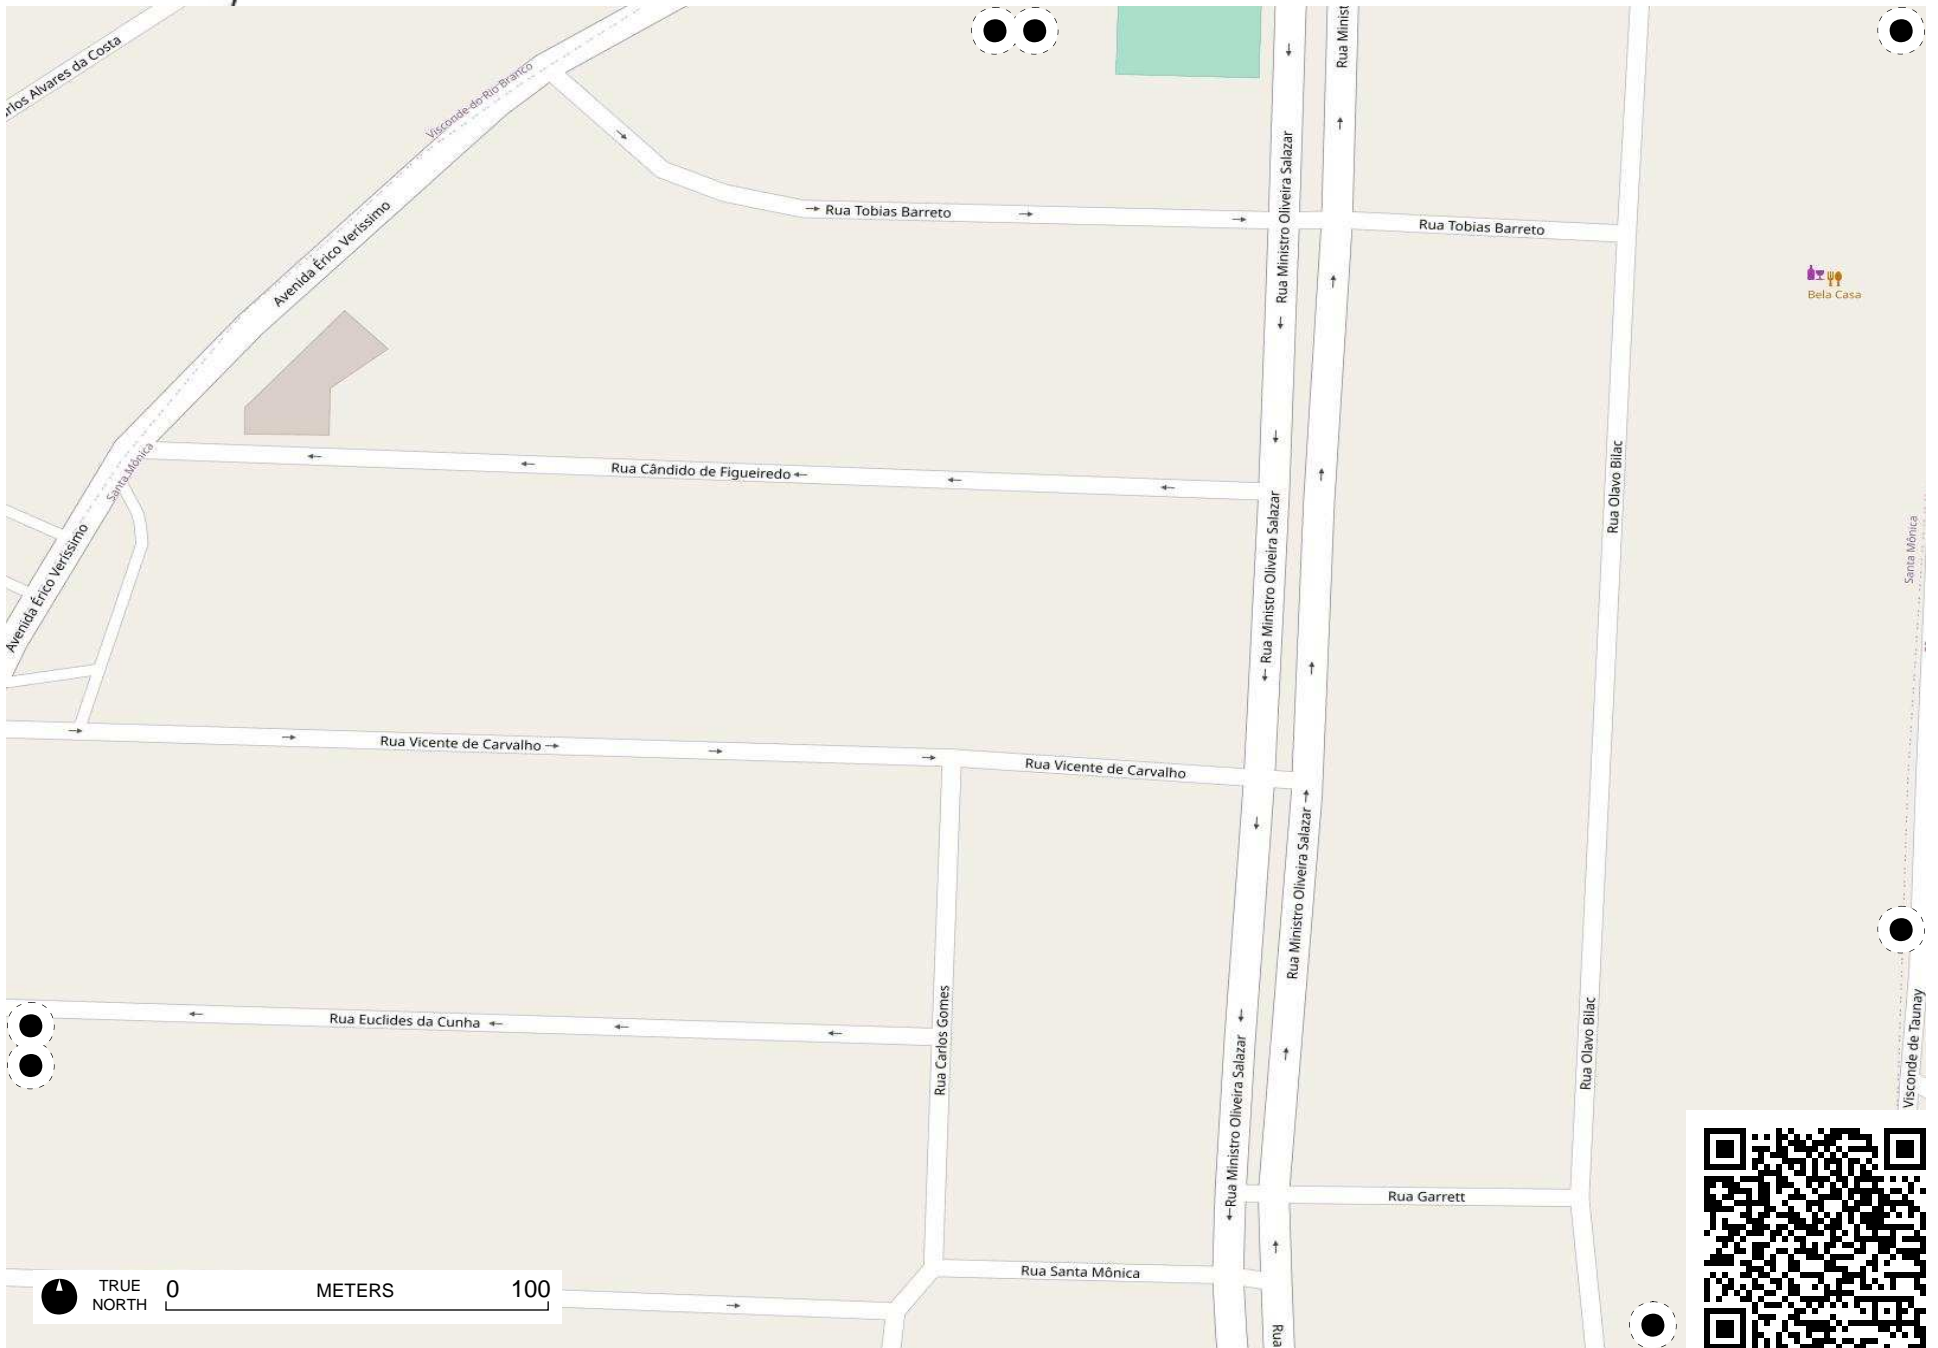 rlos Alvares da Costa
Visconde do Rio Branco
Rua Minist
Rua Ministro Oliveira Salazar
Rua Tobias Barreto
Rua Tobias Barreto
Avenida Érico Veríssimo
Bela Casa
Santa Mônica
Rua Cândido de Figueiredo
Rua Olavo Bilac
Rua Ministro Oliveira Salazar
Santa Mônica
Avenida Érico Veríssimo
Rua Vicente de Carvalho
Rua Vicente de Carvalho
Rua Ministro Oliveira Salazar
Rua Euclides da Cunha
Rua Carlos Gomes
Rua Olavo Bilac
Visconde de Taunay
Rua Ministro Oliveira Salazar
Rua Garrett
Rua Santa Mônica
TRUE NORTH
0 METERS 100
Rua